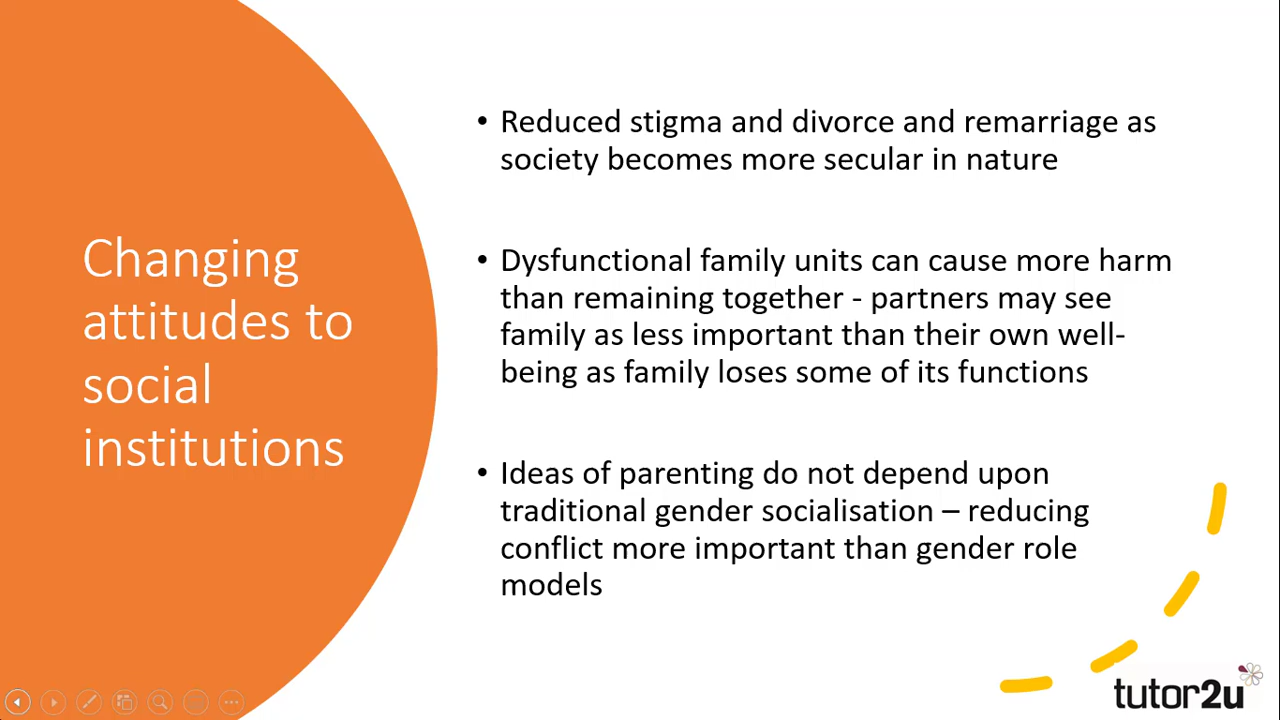 Changing
attitudes to
social
institutions
• Reduced stigma and divorce and remarriage as
society becomes more secular in nature
• Dysfunctional family units can cause more harm
than remaining together - partners may see
family as less important than their own well-
being as family loses some of its functions
• Ideas of parenting do not depend upon
traditional gender socialisation – reducing
conflict more important than gender role
models
tutor2u